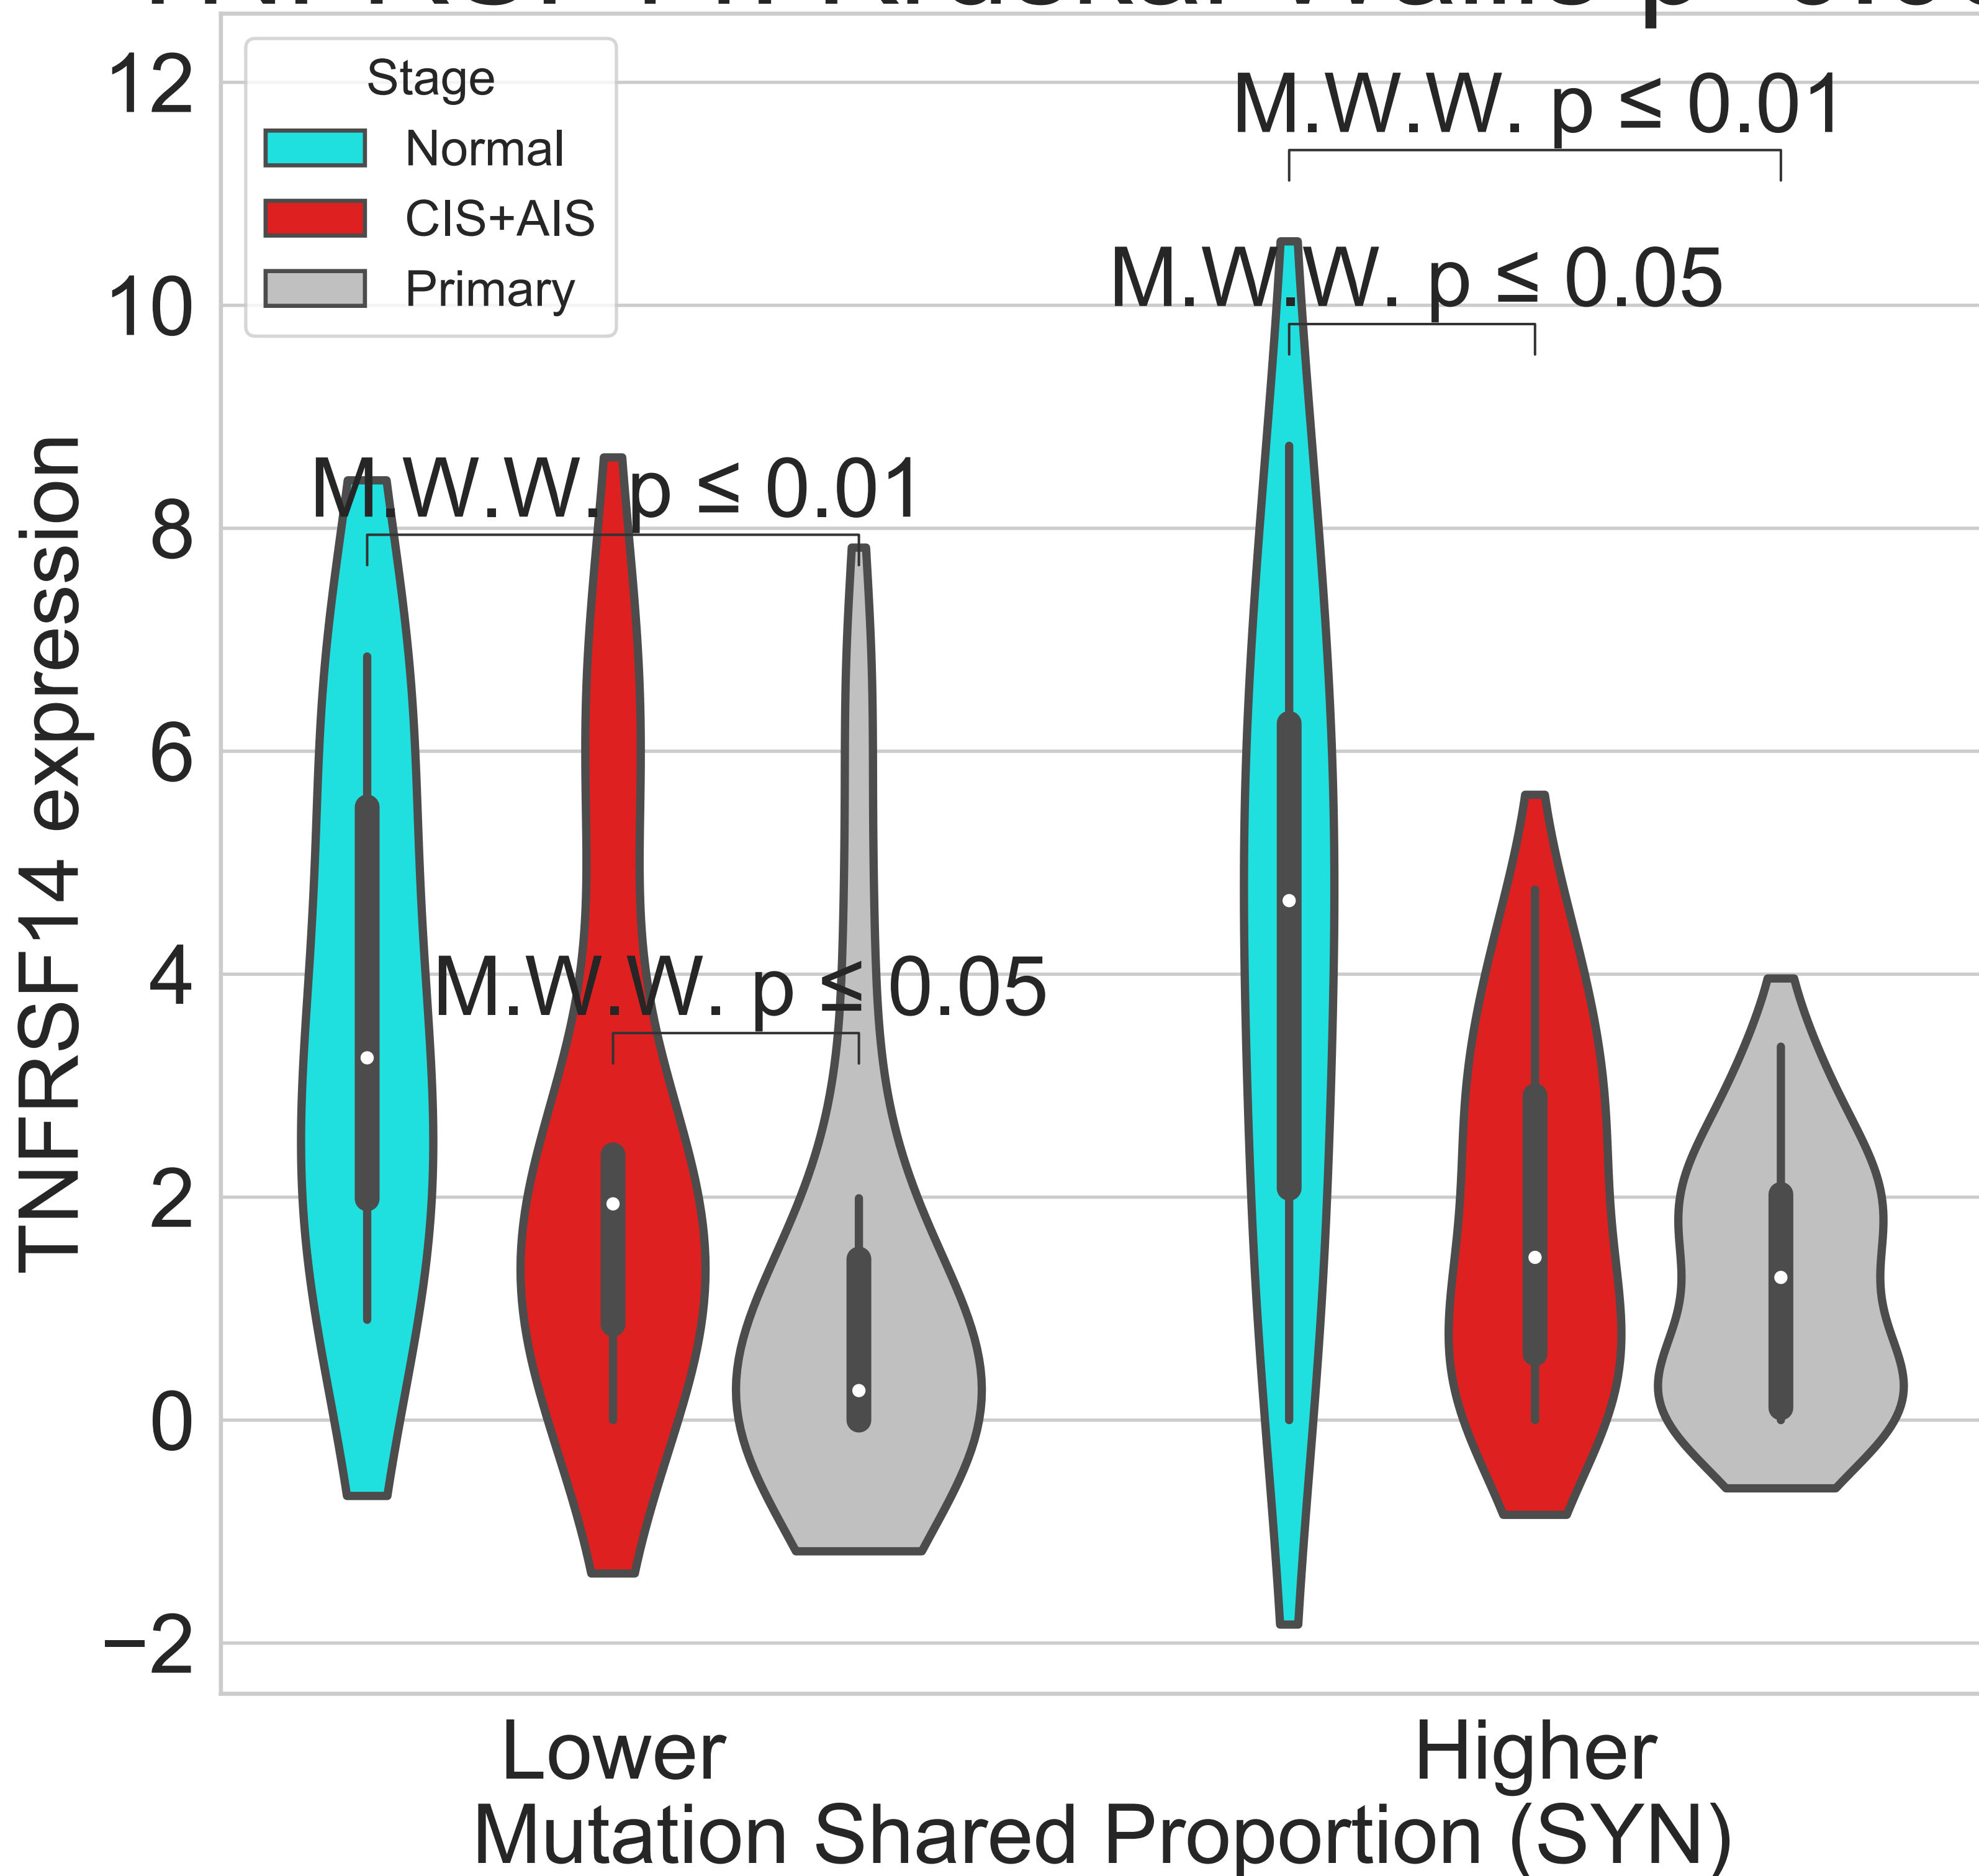 12
10
8
6
4
2
0
−2
TNFRSF14 expression
Stage
Normal
CIS+AIS
Primary
M.W.W. p ≤ 0.01
M.W.W. p ≤ 0.05
M.W.W. p ≤ 0.01
M.W.W. p ≤ 0.05
Lower
Higher
Mutation Shared Proportion (SYN)